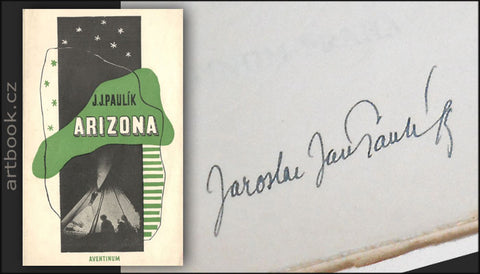 artbook.cz
J.J.PAULÍK
ARIZONA
AVENTINUM
Jaroslav Jan Paulík